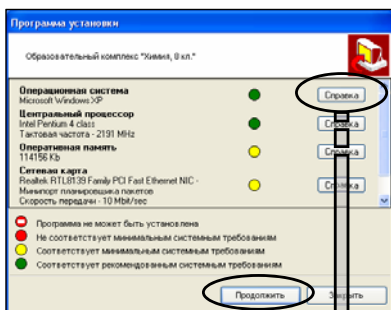 Программа установки
Образовательный комплекс "Химия, 8 кл."
Операционная система
Microsoft Windows XP
Справка
Центральный процессор
Intel Pentium 4 class
Тактовая частота - 2191 MHz
Справка
Оперативная память
114156 Kb
Справка
Сетевая карта
Realtek RTL8139 Family PCI Fast Ethernet NIC -
Минипорт планировщика пакетов
Скорость передачи - 10 Mbit/sec
Справка
Программа не может быть установлена
Не соответствует минимальным системным требованиям
Соответствует минимальным системным требованиям
Соответствует рекомендованным системным требованиям
Продолжить
Закрыть